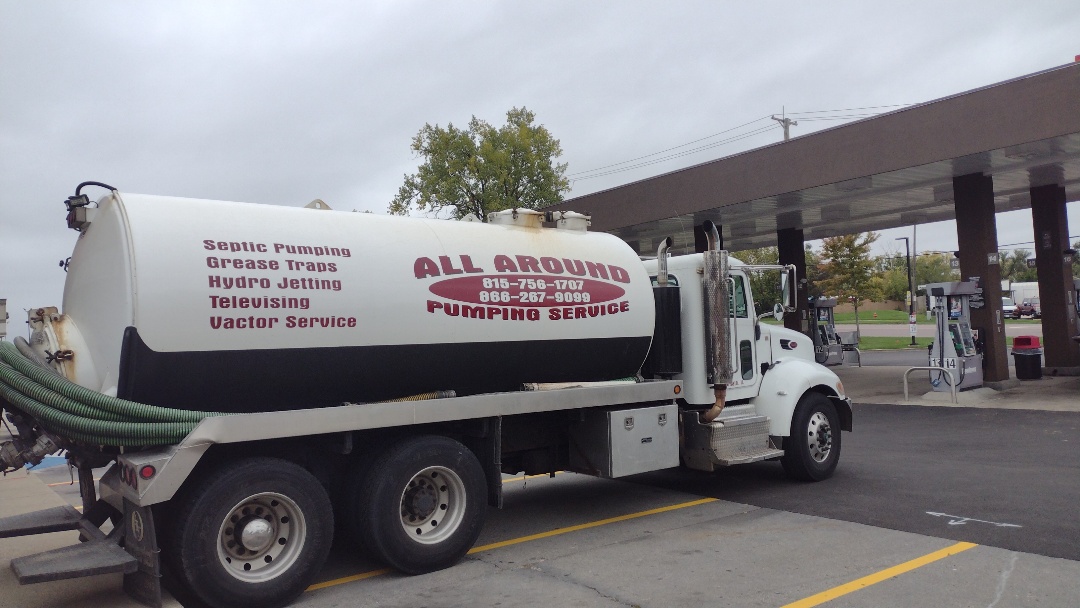 Septic Pumping
Grease Traps
Hydro Jetting
Televising
Vactor Service
ALL AROUND
815-756-1707
866-267-9099
PUMPING SERVICE